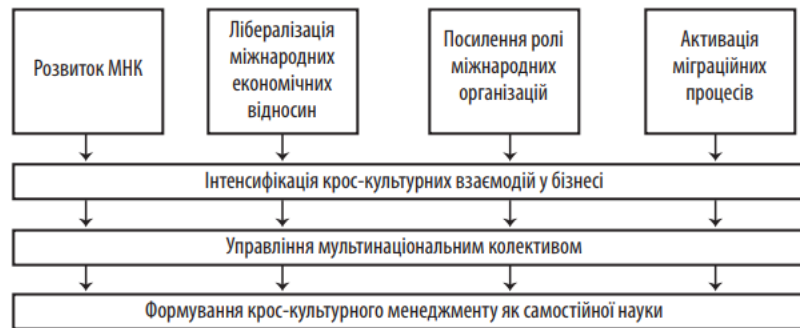 Розвиток МНК
Лібералізація
міжнародних
економічних
відносин
Посилення ролі
міжнародних
організацій
Активація
міграційних
процесів
Інтенсифікація крос-культурних взаємодій у бізнесі
Управління мультинаціональним колективом
Формування крос-культурного менеджменту як самостійної науки